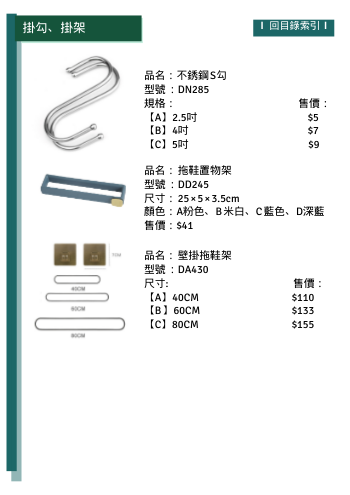 掛勾、掛架
回目錄索引
品名：不銹鋼S勾
型號：DN285
規格： 售價：
【A】2.5吋 $5
【B】4吋 $7
【C】5吋 $9
品名：拖鞋置物架
型號：DD245
尺寸：25×5×3.5cm
顏色：A粉色、B米白、C藍色、D深藍
售價：$41
品名：壁掛拖鞋架
型號：DA430
尺寸: 售價：
【A】40CM $110
【B】60CM $133
【C】80CM $155
40CM
60CM
80CM